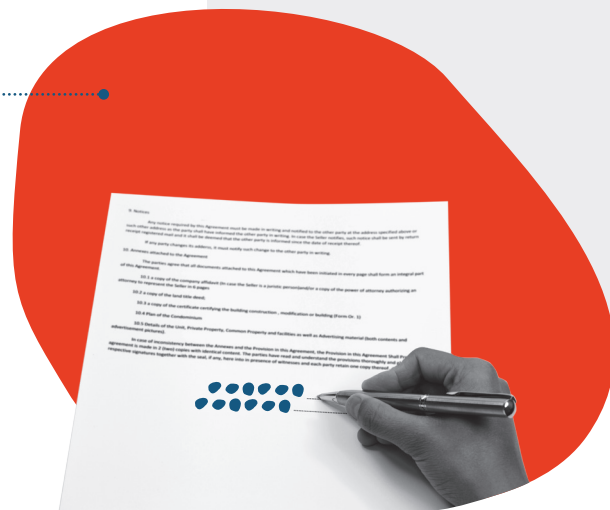 9. Notices
Any notice required by this Agreement must be made in writing and notified to the other party at the address specified above or
such other address as the party shall have informed the other party in writing. In case the Seller notifies, such notice shall be sent by return
receipt registered mail and it shall be deemed that the other party is informed since the date of receipt thereof.
If any party changes its address, it must notify such change to the other party in writing.
10. Annexes attached to the Agreement
The parties agree that all documents attached to this Agreement which have been initialed in every page shall form an integral part
of this Agreement.
10.1 a copy of the company affidavit (in case the Seller is a private person)and/or a copy of the power of attorney authorizing an
attorney to represent the Seller in 6 pages
10.2 a copy of the land title deed;
10.3 a copy of the certificate certifying the building construction , modification or building (Form Or. 1)
10.4 Plan of the Condominium
10.5 Details of the Unit, Private Property, Common Property and Facilities as well as Advertising material (both contents and
advertisement pictures).
In case of inconsistency between the Annexes and the Provision in this Agreement, the Provision in this Agreement Shall
agreement is made in 2 (two) copies with identical content. The parties have read and understand the provisions thoroughly and
respective signatures together with the seal, if any, here into in presence of witnesses and each party retain one copy thereof.